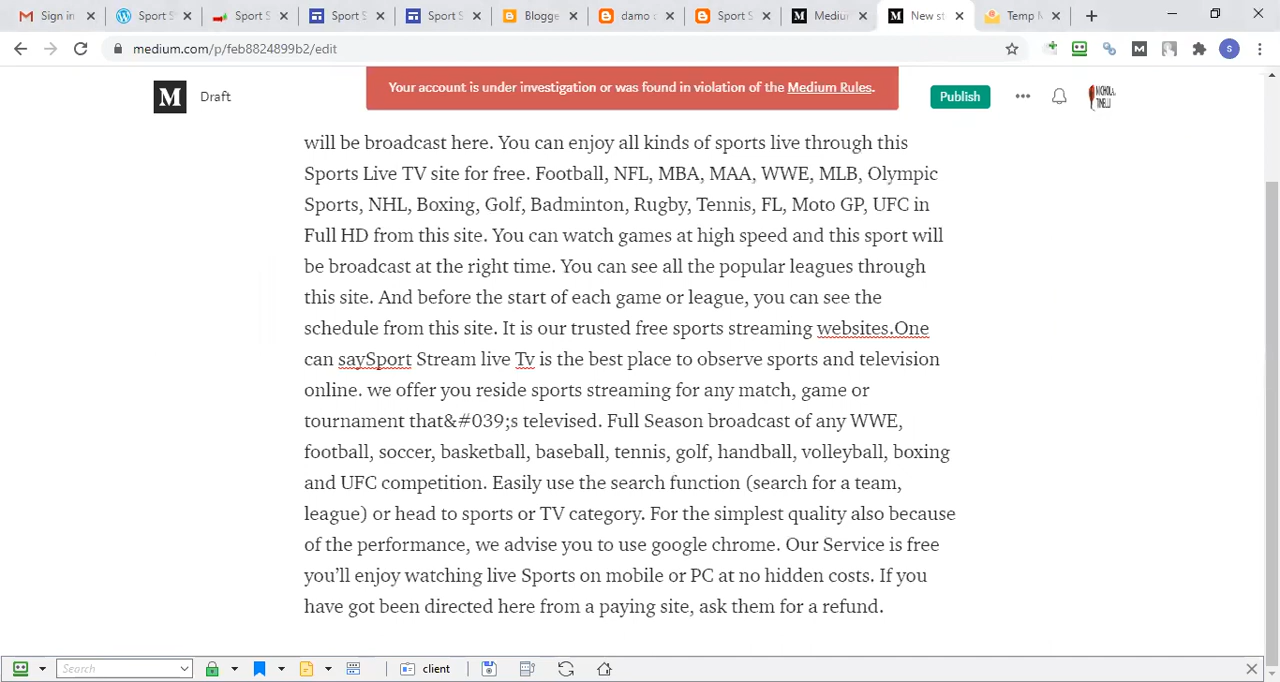 Sign in
Sport S
Sport S
Sport S
Sport S
Blogge
damo
Sport S
Mediun
New st
Temp M
medium.com/p/feb8824899b2/edit
S
M
Draft
Your account is under investigation or was found in violation of the Medium Rules.
Publish
will be broadcast here. You can enjoy all kinds of sports live through this
Sports Live TV site for free. Football, NFL, MBA, MAA, WWE, MLB, Olympic
Sports, NHL, Boxing, Golf, Badminton, Rugby, Tennis, FL, Moto GP, UFC in
Full HD from this site. You can watch games at high speed and this sport will
be broadcast at the right time. You can see all the popular leagues through
this site. And before the start of each game or league, you can see the
schedule from this site. It is our trusted free sports streaming websites.One
can saySport Stream live Tv is the best place to observe sports and television
online. we offer you reside sports streaming for any match, game or
tournament that&#039;s televised. Full Season broadcast of any WWE,
football, soccer, basketball, baseball, tennis, golf, handball, volleyball, boxing
and UFC competition. Easily use the search function (search for a team,
league) or head to sports or TV category. For the simplest quality also because
of the performance, we advise you to use google chrome. Our Service is free
you’ll enjoy watching live Sports on mobile or PC at no hidden costs. If you
have got been directed here from a paying site, ask them for a refund.
Search
client